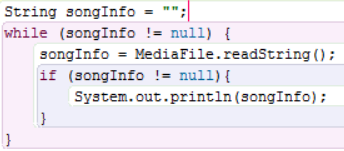 String songInfo = "";
while (songInfo != null) {
songInfo = MediaFile.readString();
if (songInfo != null){
System.out.println(songInfo);
}
}